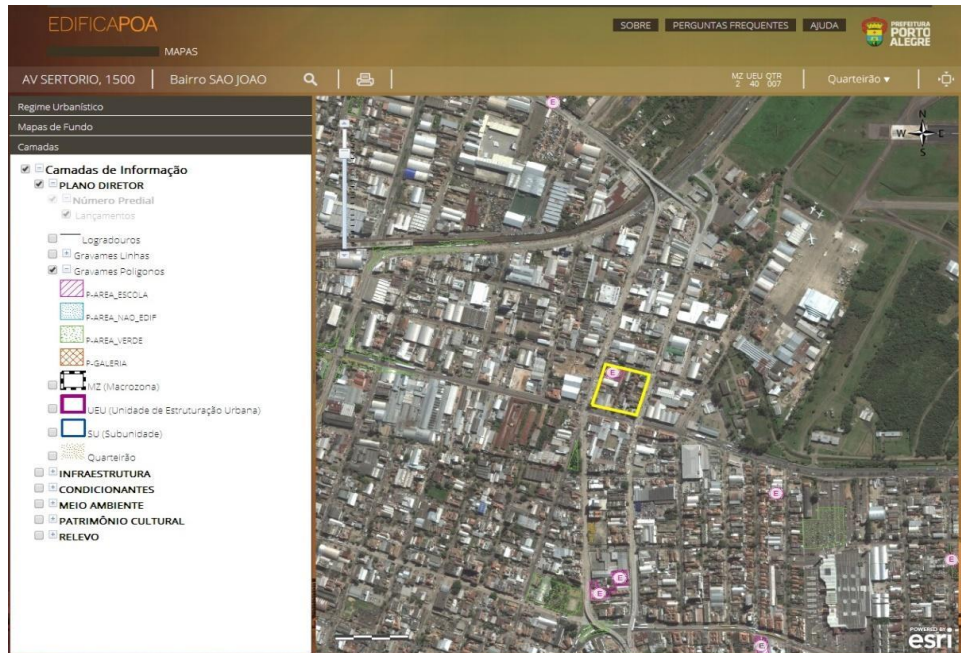 EDIFICAPOA
MAPAS
SOBRE PERGUNTAS FREQUENTES AJUDA
PREFEITURA
PORTO
ALEGRE
AV SERTORIO, 1500 Bairro SAO JOAO
MZ UEU QTR
2 40 007
Quarteirão
Regime Urbanístico
Mapas de Fundo
Camadas
Camadas de Informação
PLANO DIRETOR
Número Predial
Lançamentos
Logradouros
Gravames Linhas
Gravames Polígonos
P-AREA_ESCOLA
P-AREA_NAO_EDIF
P-AREA_VERDE
P-GALERIA
MZ (Macrozona)
UEU (Unidade de Estruturação Urbana)
SU (Subunidade)
Quarteirão
INFRAESTRUTURA
CONDICIONANTES
MEIO AMBIENTE
PATRIMÔNIO CULTURAL
RELEVO
N
W E
S
E
E
E
E
E
E
E
POWERED BY
esri